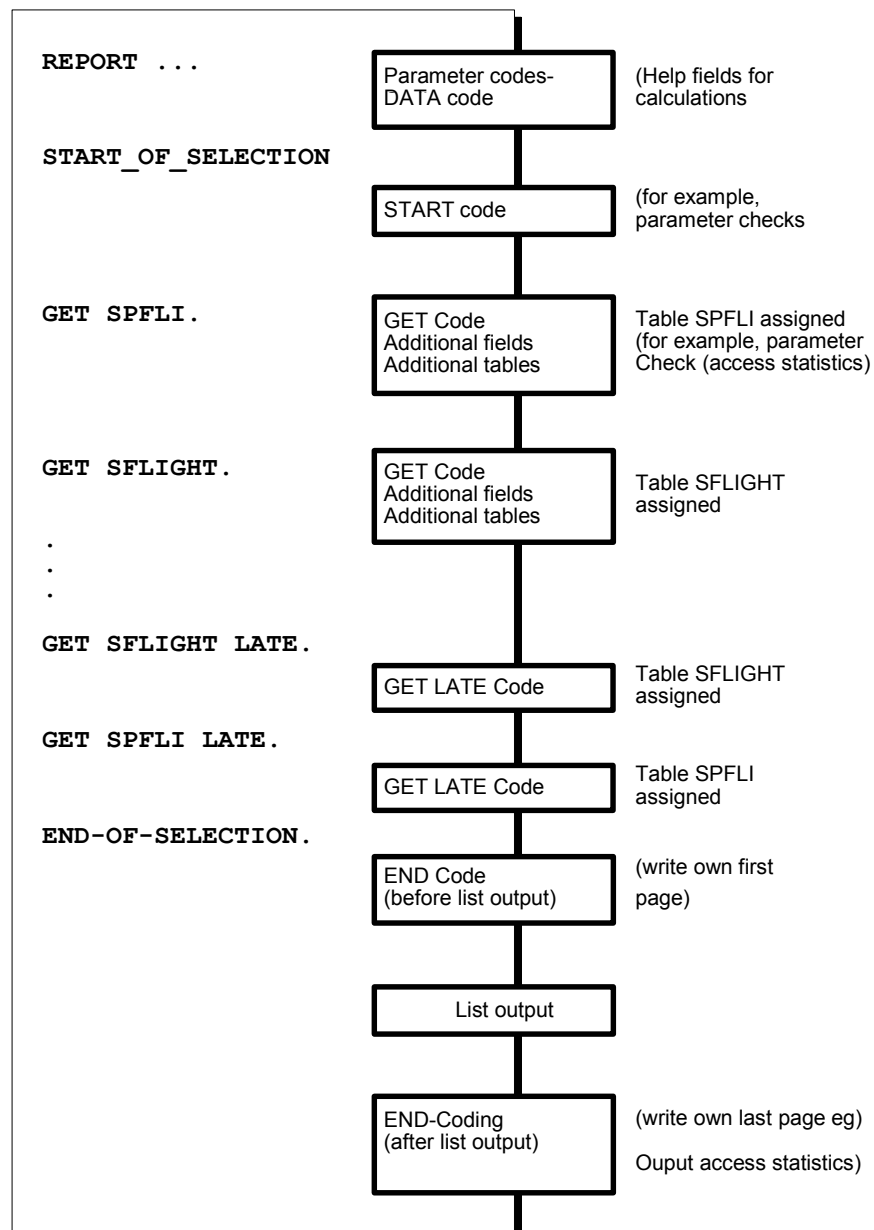 REPORT ...
Parameter codes-
DATA code
(Help fields for
calculations
START_OF_SELECTION
START code
(for example,
parameter checks
GET SPFLI.
GET Code
Additional fields
Additional tables
Table SPFLI assigned
(for example, parameter
Check (access statistics)
GET SFLIGHT.
GET Code
Additional fields
Additional tables
Table SFLIGHT
assigned
.
.
.
GET SFLIGHT LATE.
GET LATE Code
Table SFLIGHT
assigned
GET SPFLI LATE.
GET LATE Code
Table SPFLI
assigned
END-OF-SELECTION.
END Code
(before list output)
(write own first
page)
List output
END-Coding
(after list output)
(write own last page eg)
Ouput access statistics)